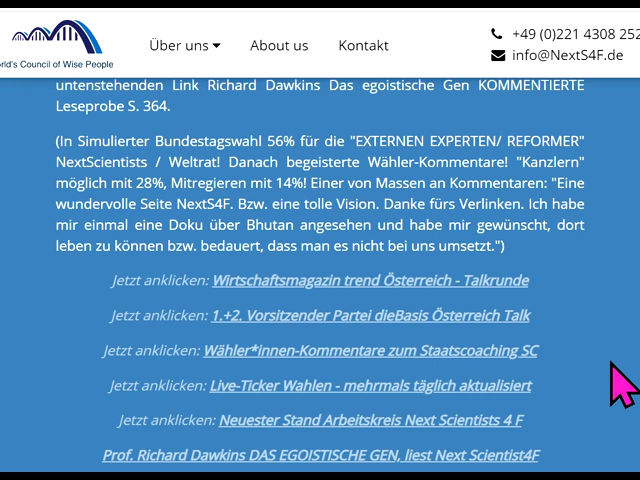 Über uns About us Kontakt
+49 (0)221 4308 252
info@NextS4F.de
orld's Council of Wise People
untenstehenden Link Richard Dawkins Das egoistische Gen KOMMENTIERTE
Leseprobe S. 364.
(In Simulierter Bundestagswahl 56% für die "EXTERNEN EXPERTEN/ REFORMER"
NextScientists / Weltrat! Danach begeisterte Wähler-Kommentare! "Kanzlern"
möglich mit 28%, Mitregieren mit 14%! Einer von Massen an Kommentaren: "Eine
wundervolle Seite NextS4F. Bzw. eine tolle Vision. Danke fürs Verlinken. Ich habe
mir einmal eine Doku über Bhutan angesehen und habe mir gewünscht, dort
leben zu können bzw. bedauert, dass man es nicht bei uns umsetzt.")
Jetzt anklicken: Wirtschaftsmagazin trend Österreich - Talkrunde
Jetzt anklicken: 1.+2. Vorsitzender Partei dieBasis Österreich Talk
Jetzt anklicken: Wähler*innen-Kommentare zum Staatscoaching SC
Jetzt anklicken: Live-Ticker Wahlen - mehrmals täglich aktualisiert
Jetzt anklicken: Neuester Stand Arbeitskreis Next Scientists 4 F
Prof. Richard Dawkins DAS EGOISTISCHE GEN, liest Next Scientist4F